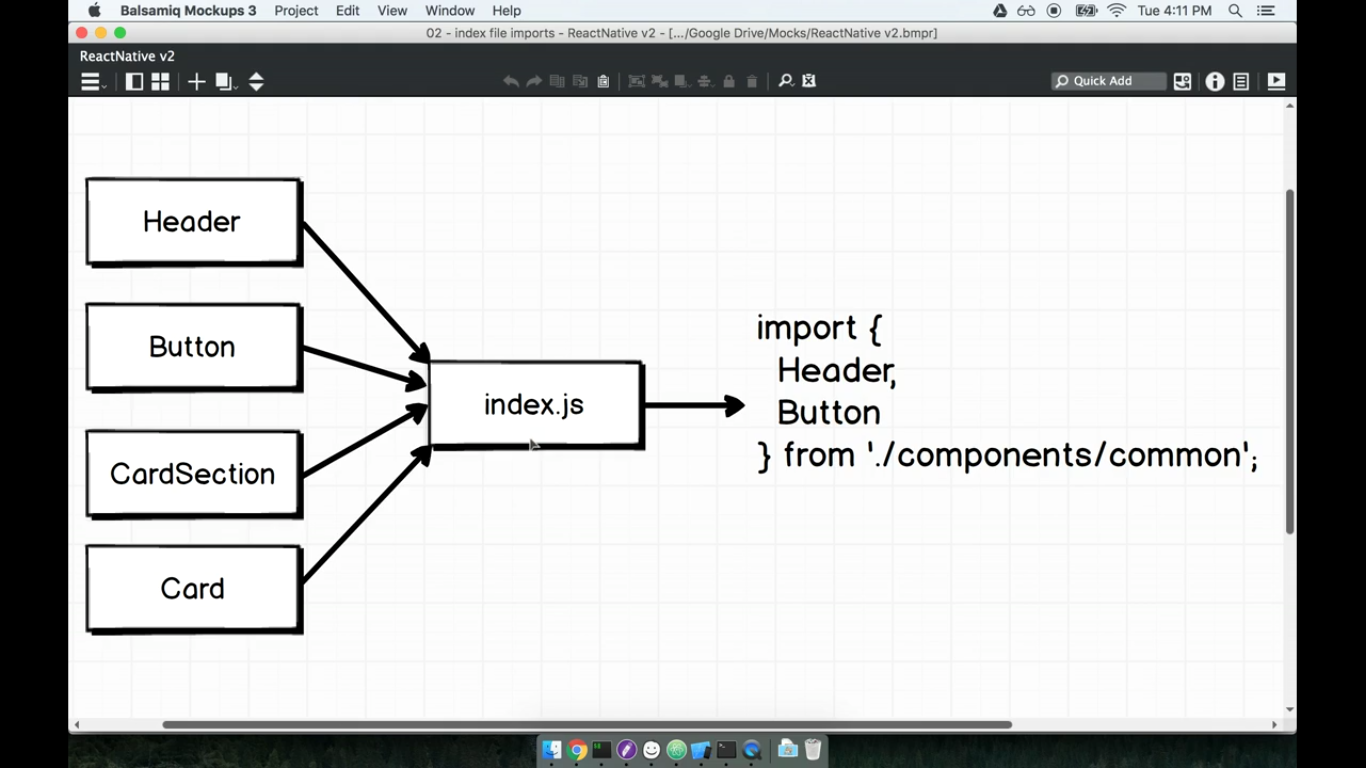 Balsamiq Mockups 3 Project Edit View Window Help Tue 4:11 PM
02 - index file imports - ReactNative v2 - [.../Google Drive/Mocks/ReactNative v2.bmpr]
ReactNative v2
Quick Add
Header
Button
CardSection
Card
index.js
import {
Header,
Button
} from './components/common';